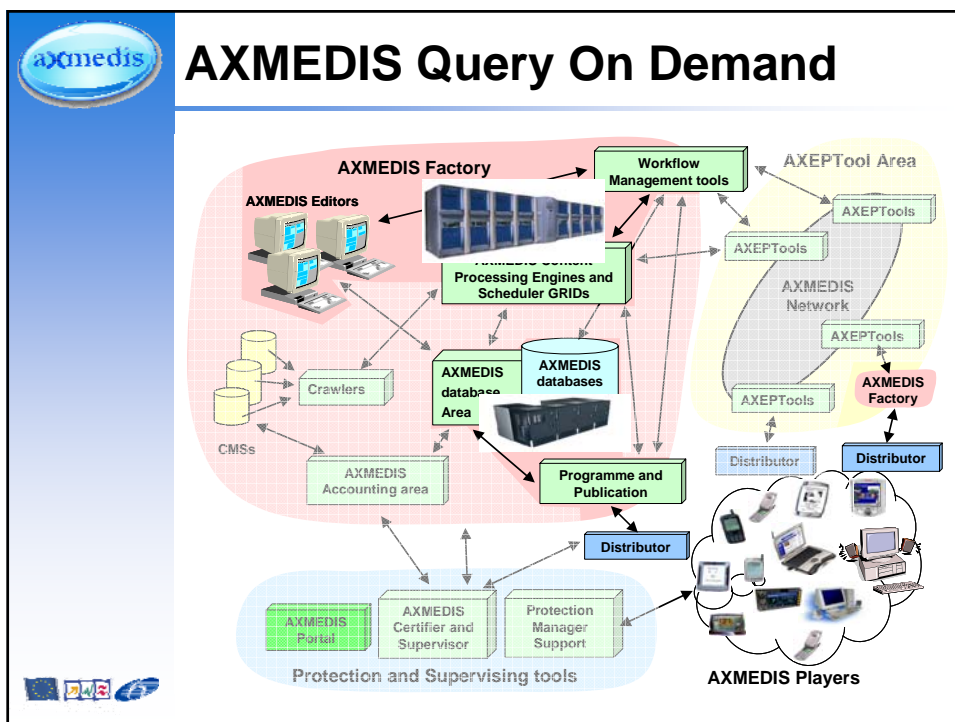 axmedis
AXMEDIS Query On Demand
AXMEDIS Factory
Workflow
Management tools
AXEPTool Area
AXMEDIS Editors
AXEPTools
AXEPTools
AXMEDIS Content
Processing Engines and
Scheduler GRIDs
AXMEDIS
Network
AXEPTools
AXMEDIS
database
Area
AXMEDIS
databases
Crawlers
AXMEDIS
Factory
AXEPTools
CMSs
AXMEDIS
Accounting area
Programme and
Publication
Distributor
Distributor
Distributor
AXMEDIS
Portal
AXMEDIS
Certifier and
Supervisor
Protection
Manager
Support
Protection and Supervising tools
AXMEDIS Players